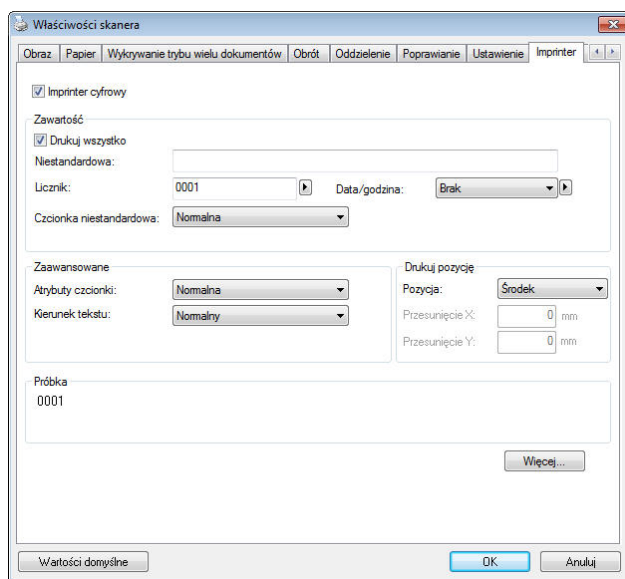 Właściwości skanera
Obraz Papier Wykrywanie trybu wielu dokumentów Obrót Oddzielenie Poprawianie Ustawienie Imprinter
Imprinter cyfrowy
Zawartość
Drukuj wszystko
Niestandardowa:
Licznik: 0001 Data/godzina: Brak
Czcionka niestandardowa: Normalna
Zaawansowane Drukuj pozycję
Atrybuty czcionki: Normalna Pozycja: Środek
Kierunek tekstu: Normalny Przesunięcie X: 0 mm
Przesunięcie Y: 0 mm
Próbka
0001
Więcej...
Wartości domyślne OK Anuluj